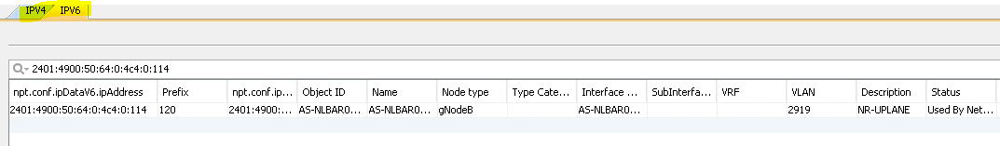 IPV4 IPV6
2401:4900:50:64:0:4c4:0:114
npt.conf.ipDataV6.ipAddress Prefix npt.conf.ip... Object ID Name Node type Type Cate... Interface ... SubInterfa... VRF VLAN Description Status
2401:4900:50:64:0:4c4:0:114 120 2401:4900:... AS-NLBAR0... AS-NLBAR0... gNodeB AS-NLBAR0... 2919 NR-UPLANE Used By Net...